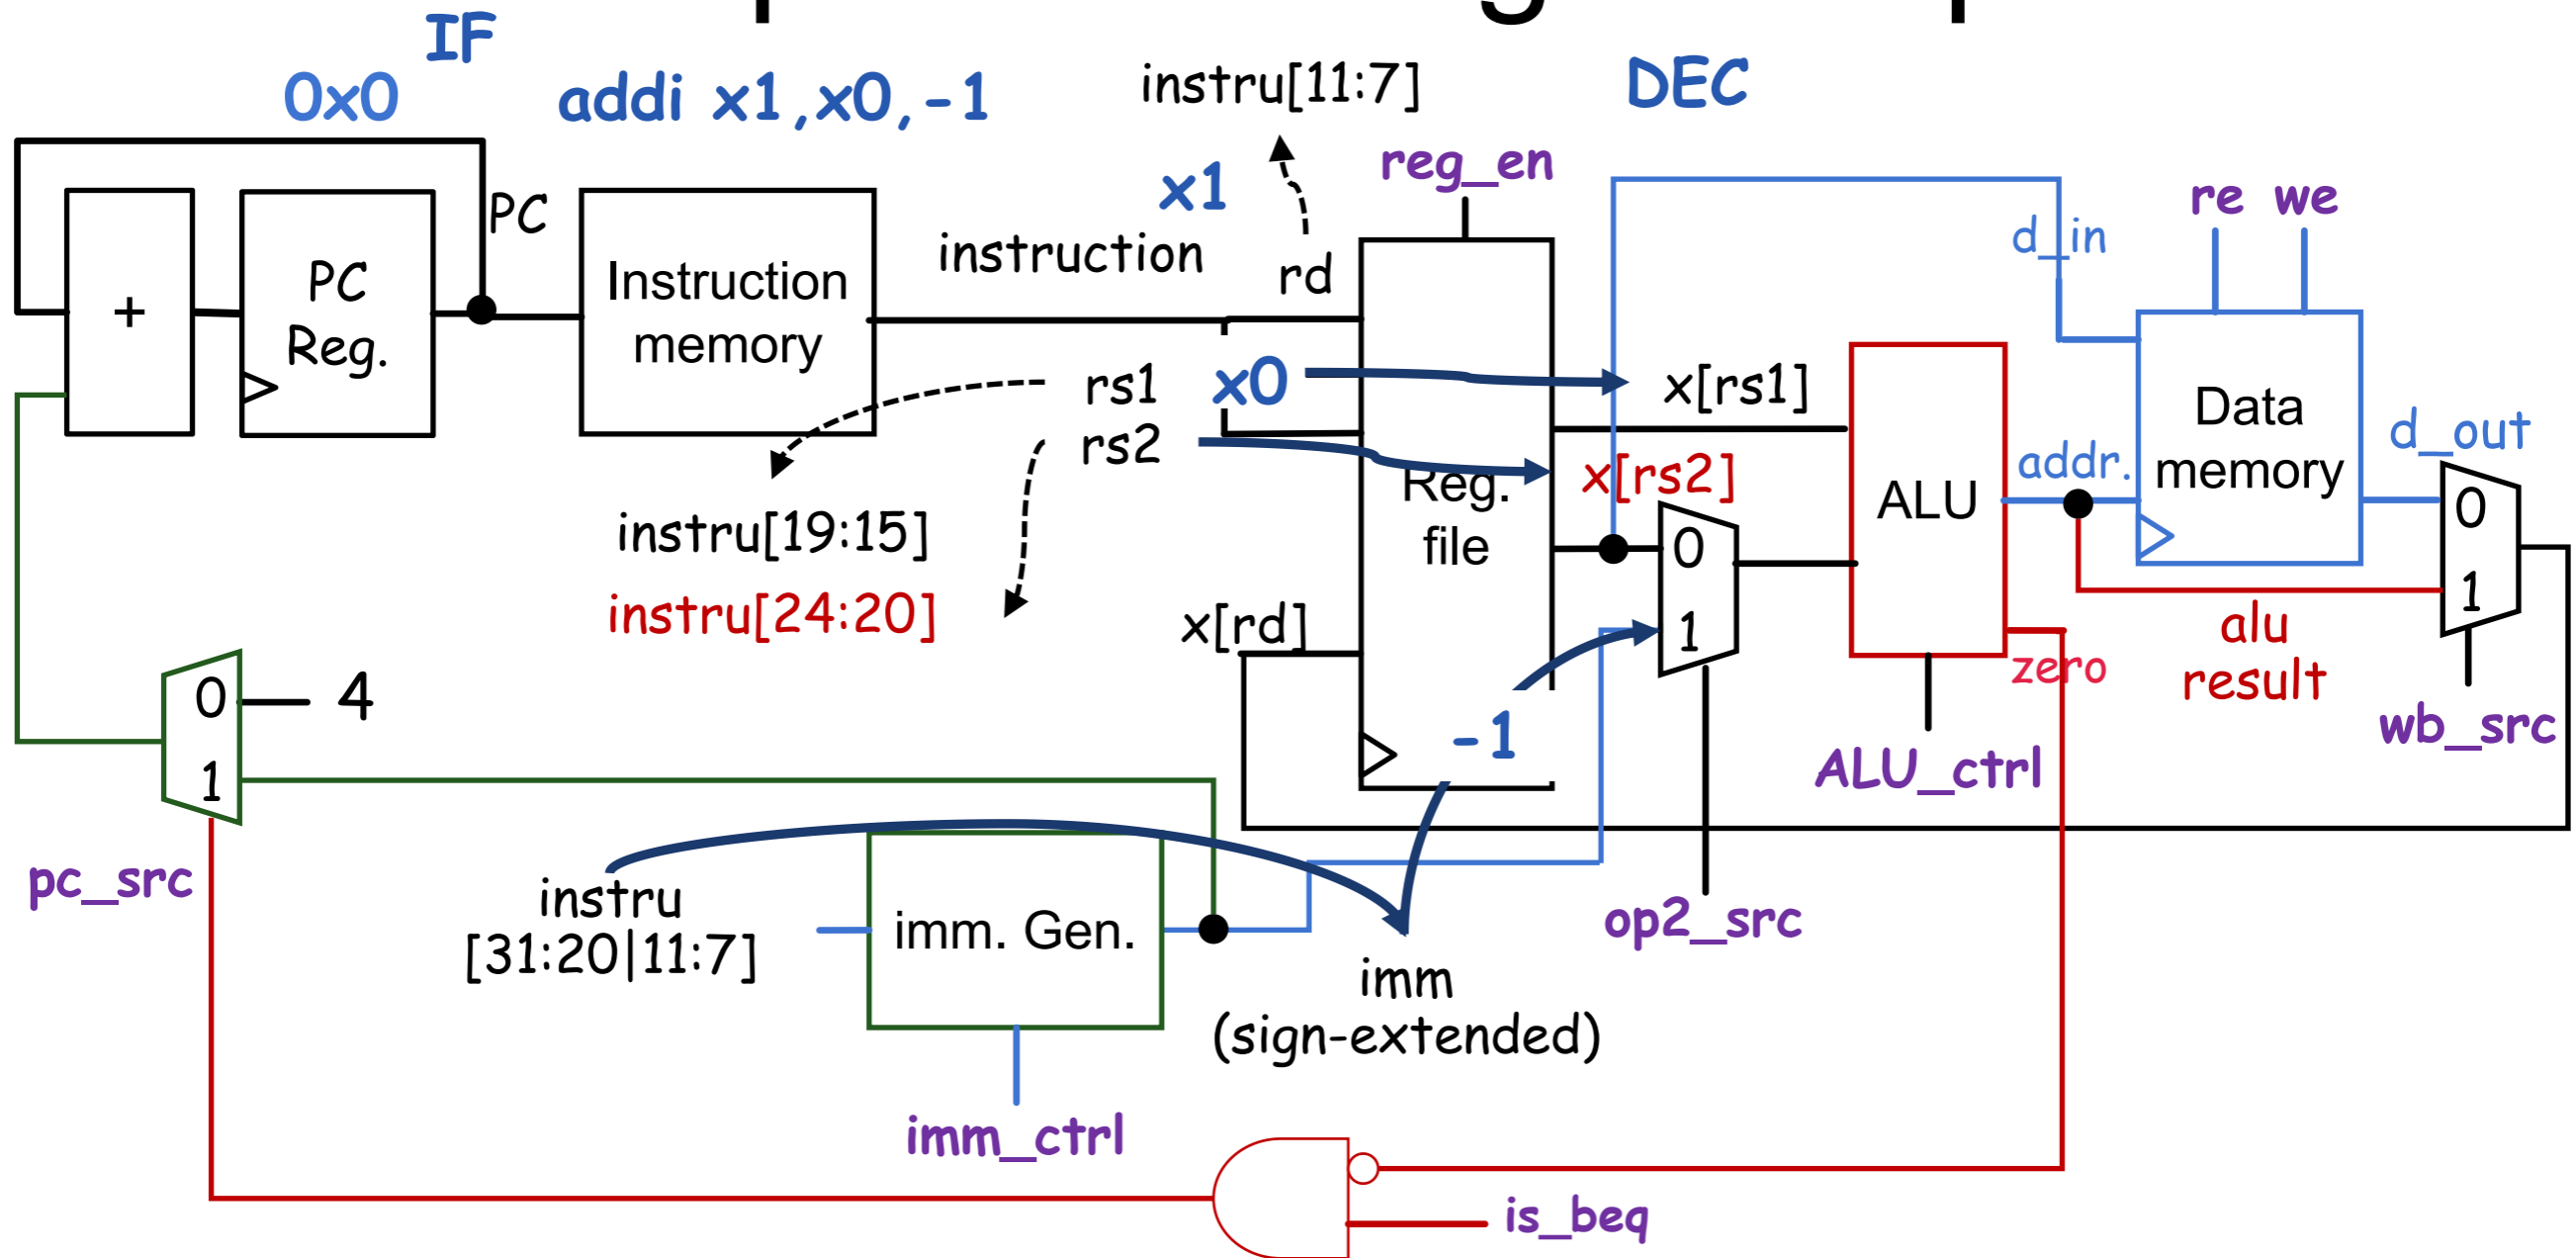 IF
0x0
addi x1,x0,-1
instru[11:7]
DEC
x1
reg_en
re we
PC
d_in
instruction
rd
+
PC
Reg.
Instruction
memory
rs1
x0
x[rs1]
rs2
x[rs2]
Reg.
file
ALU
addr.
Data
memory
d_out
0
1
0
1
instru[19:15]
instru[24:20]
x[rd]
zero
alu
result
0
4
1
-1
ALU_ctrl
wb_src
pc_src
instru
[31:20|11:7]
imm. Gen.
op2_src
imm
(sign-extended)
imm_ctrl
is_beq